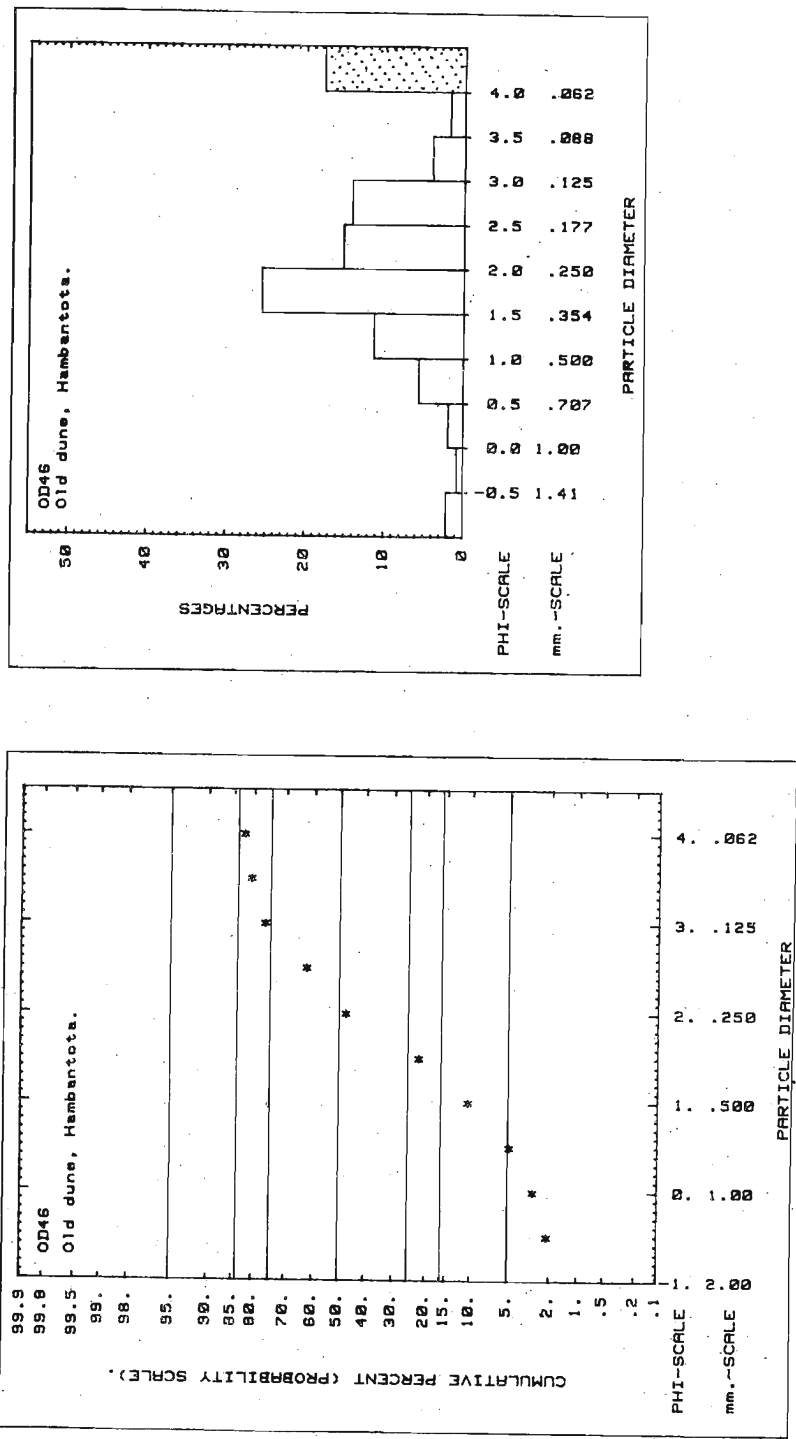 OD46
Old dune, Hambantota.
PERCENTAGES
50
40
30
20
10
0
PHI-SCALE -0.5 0.0 0.5 1.0 1.5 2.0 2.5 3.0 3.5 4.0
mm.-SCALE 1.41 1.00 .707 .500 .354 .250 .177 .125 .088 .062
PARTICLE DIAMETER
OD46
Old dune, Hambantota.
CUMULATIVE PERCENT (PROBABILITY SCALE).
99.9
99.8
99.5
99.
98.
95.
90.
85.
80.
70.
60.
50.
40.
30.
20.
15.
10.
5.
2.
1.
.5
.2
.1
PHI-SCALE -1. 0. 1. 2. 3. 4.
mm.-SCALE 2.00 1.00 .500 .250 .125 .062
PARTICLE DIAMETER